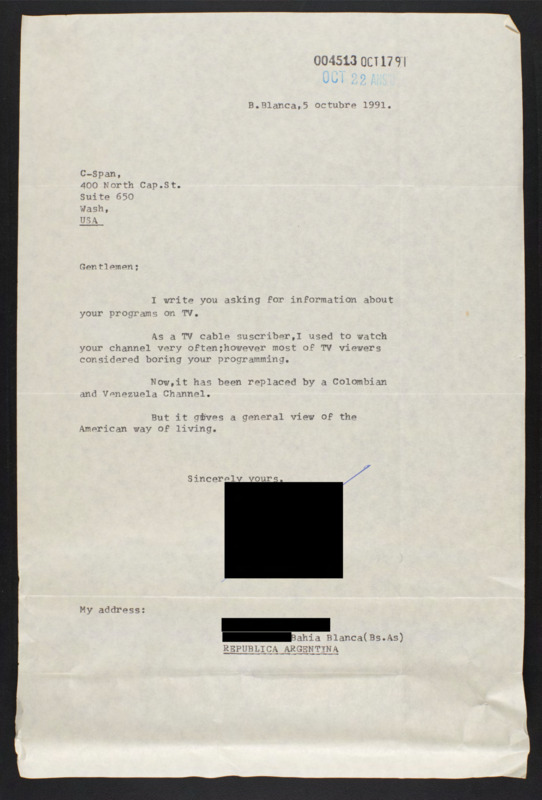 004513 OCT1791
OCT 22
B.Blanca,5 octubre 1991.
C-Span,
400 North Cap.St.
Suite 650
Wash,
USA
Gentlemen;
I write you asking for information about
your programs on TV.
As a TV cable suscriber,I used to watch
your channel very often;however most of TV viewers
considered boring your programming.
Now,it has been replaced by a Colombian
and Venezuela Channel.
But it gives a general view of the
American way of living.
Sincerely yours,
My address:
Bahia Blanca(Bs.As)
REPUBLICA ARGENTINA